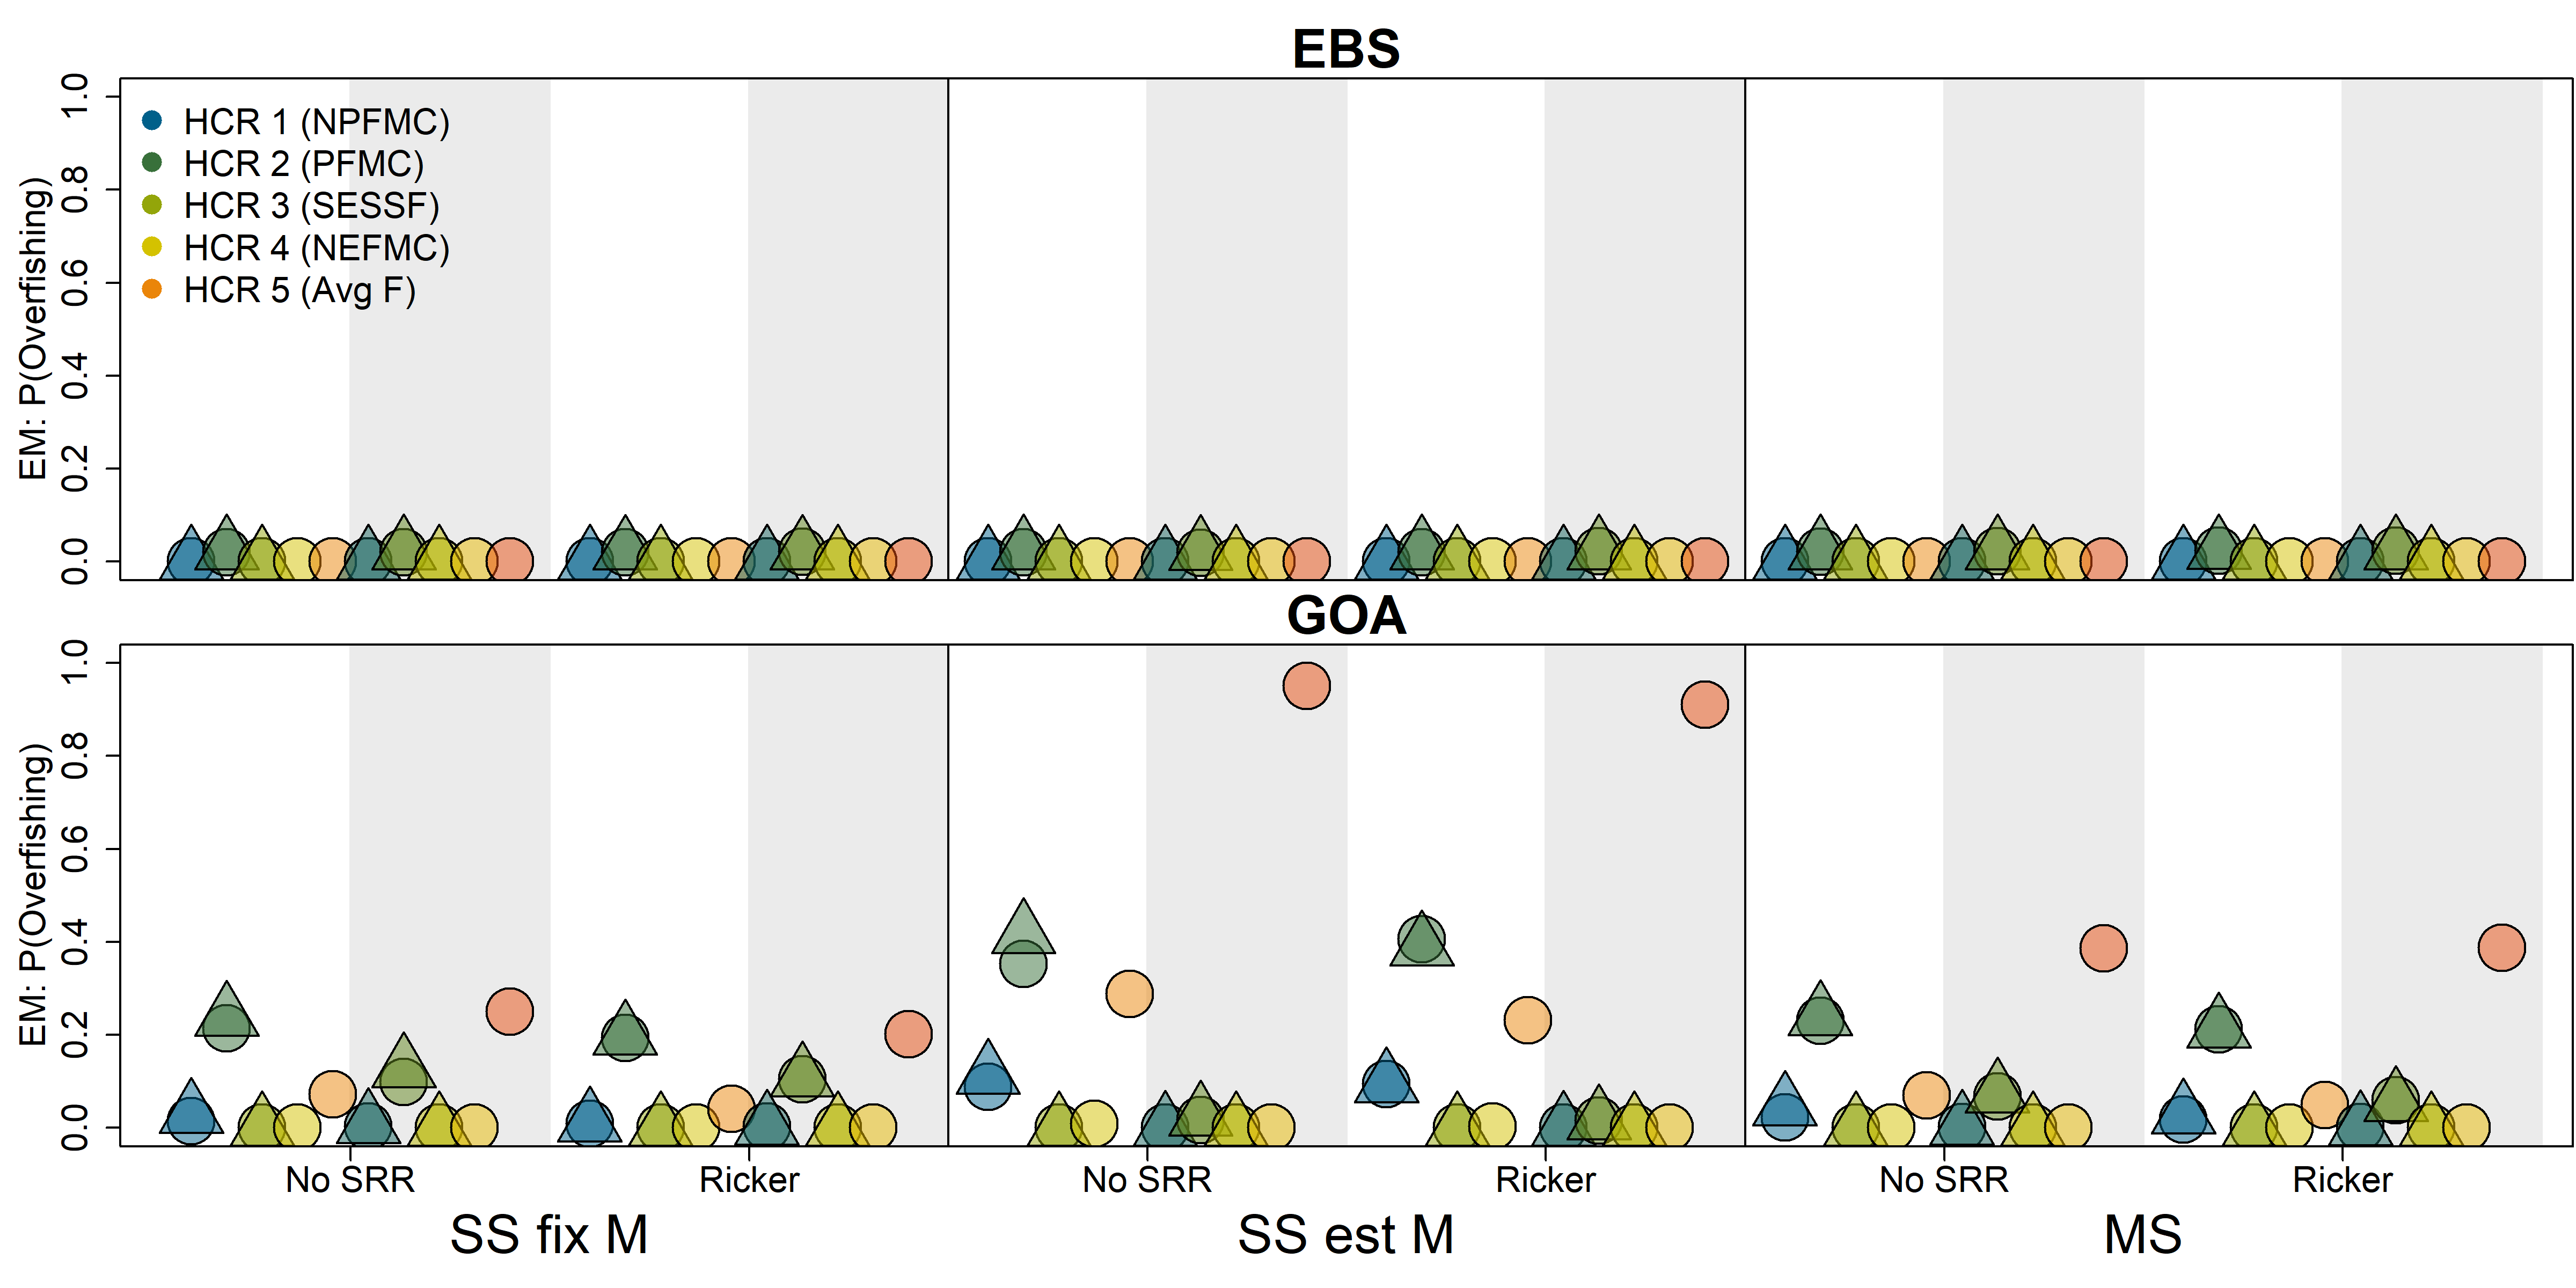 EBS
EM: P(Overfishing)
1.0
0.8
0.6
0.4
0.2
0.0
HCR 1 (NPFMC)
HCR 2 (PFMC)
HCR 3 (SESSF)
HCR 4 (NEFMC)
HCR 5 (Avg F)
GOA
EM: P(Overfishing)
1.0
0.8
0.6
0.4
0.2
0.0
No SRR Ricker No SRR Ricker No SRR Ricker
SS fix M SS est M MS